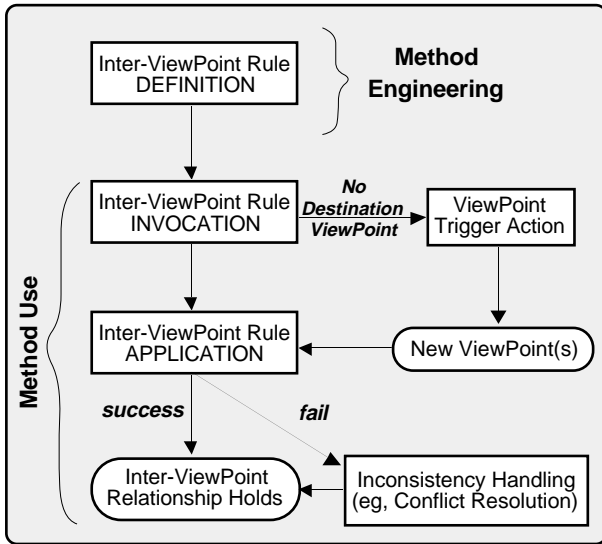 Inter-ViewPoint Rule
DEFINITION
Method
Engineering
Method Use
Inter-ViewPoint Rule
INVOCATION
No
Destination
ViewPoint
ViewPoint
Trigger Action
Inter-ViewPoint Rule
APPLICATION
New ViewPoint(s)
success
fail
Inter-ViewPoint
Relationship Holds
Inconsistency Handling
(eg, Conflict Resolution)